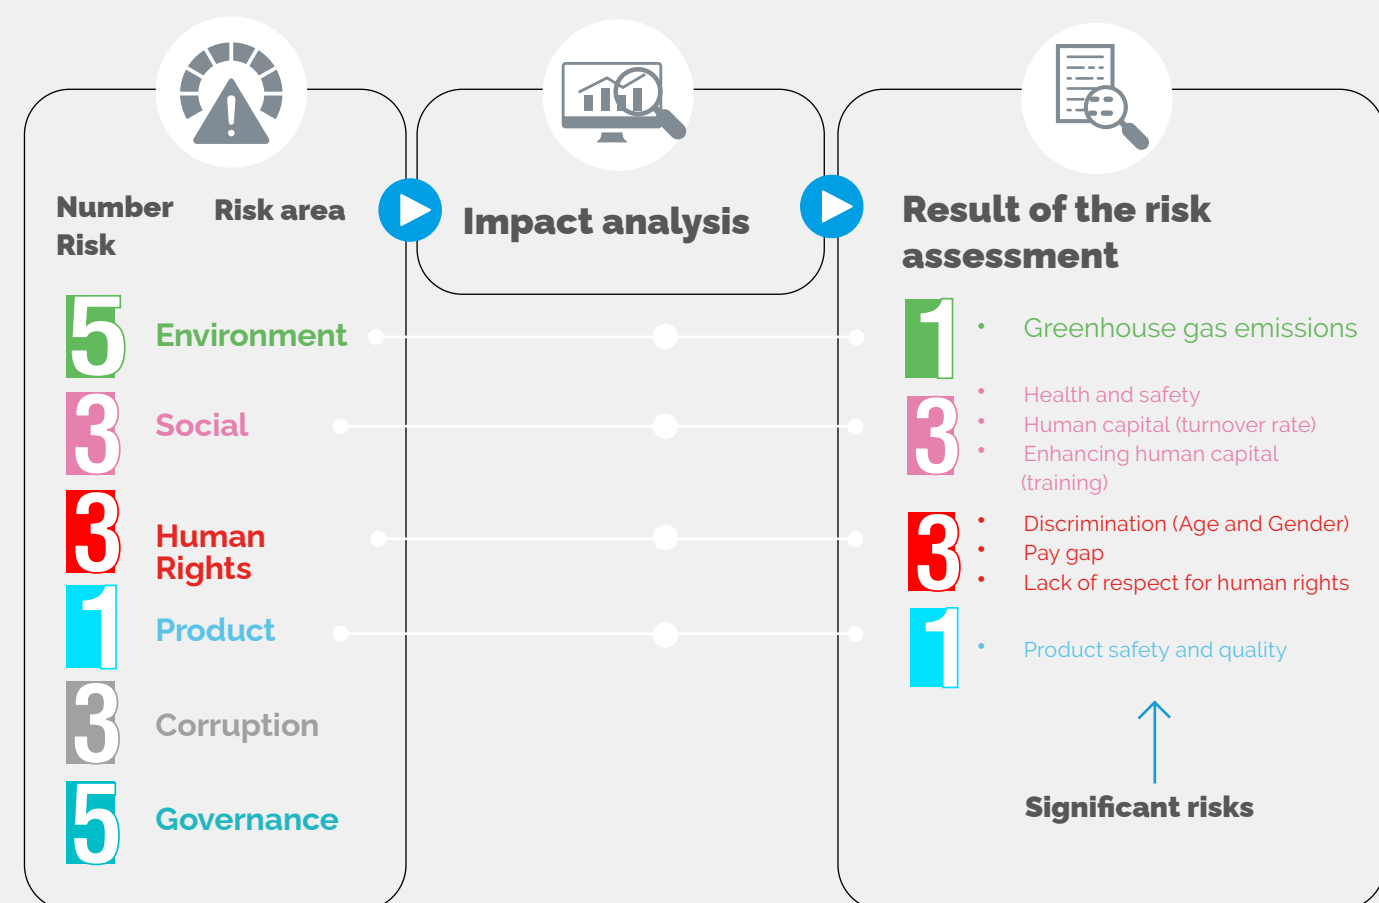 Number
Risk
Risk area
Impact analysis
Result of the risk
assessment
5
Environment
3
Social
3
Human
Rights
1
Product
3
Corruption
5
Governance
1
• Greenhouse gas emissions
3
• Health and safety
• Human capital (turnover rate)
• Enhancing human capital
(training)
3
• Discrimination (Age and Gender)
• Pay gap
• Lack of respect for human rights
1
• Product safety and quality
Significant risks